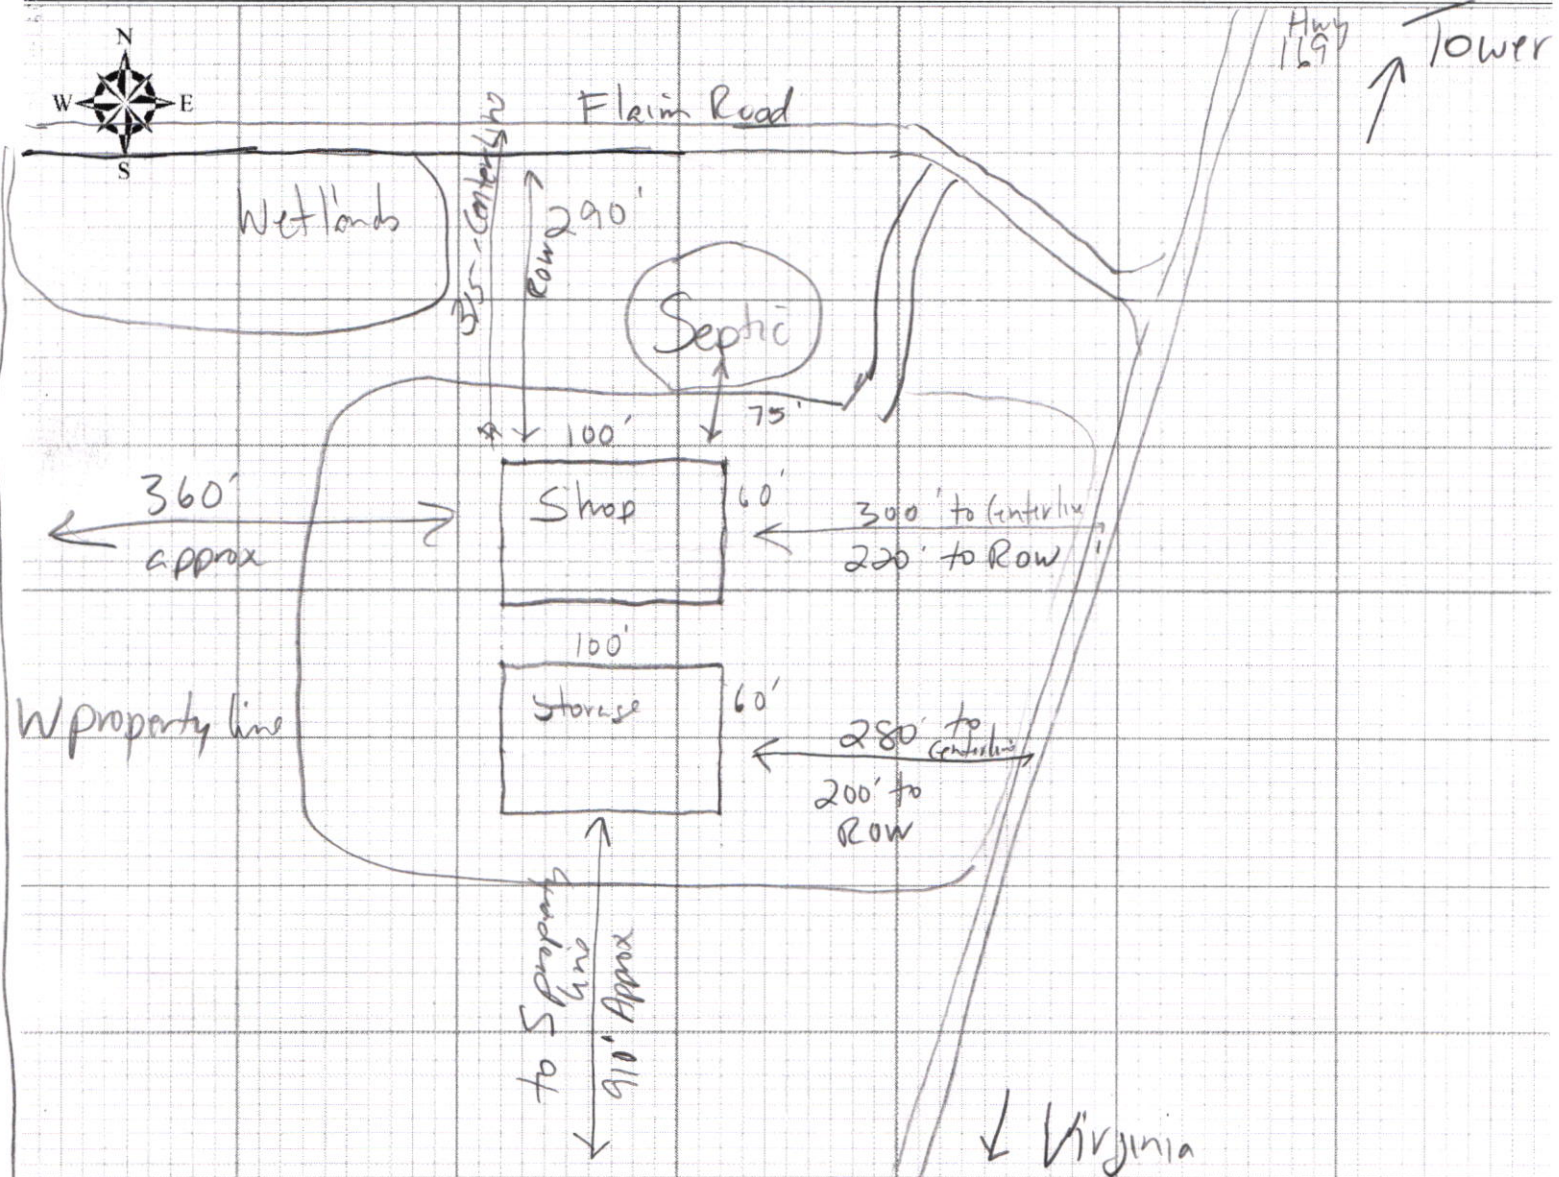 N
W E
S
Hwy
169
Tower
Flaim Road
Wetlands
315' Centerline
ROW 290'
Septic
75'
100'
Shop
60'
360'
approx
300' to Centerline
220' to Row
100'
Storage
60'
W property line
280' to
Centerline
200' to
ROW
to S property
line
910' Approx
Virginia